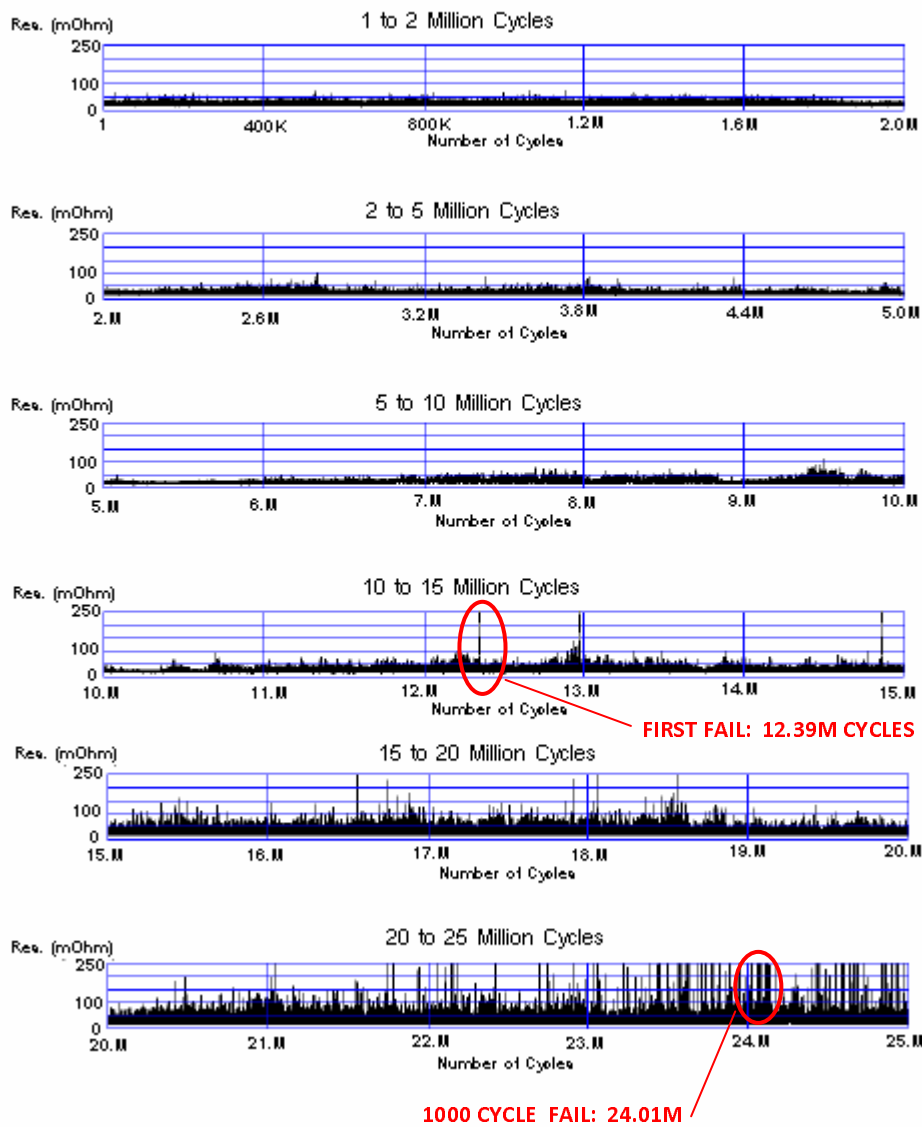 1 to 2 Million Cycles
Res. (mOhm)
250
100
0
1 400K 800K 1.2M 1.6M 2.0M
Number of Cycles
2 to 5 Million Cycles
Res. (mOhm)
250
100
0
2.M 2.6M 3.2M 3.8M 4.4M 5.0M
Number of Cycles
5 to 10 Million Cycles
Res. (mOhm)
250
100
0
5.M 6.M 7.M 8.M 9.M 10.M
Number of Cycles
10 to 15 Million Cycles
Res. (mOhm)
250
100
0
10.M 11.M 12.M 13.M 14.M 15.M
Number of Cycles
FIRST FAIL: 12.39M CYCLES
15 to 20 Million Cycles
Res. (mOhm)
250
100
0
15.M 16.M 17.M 18.M 19.M 20.M
Number of Cycles
20 to 25 Million Cycles
Res. (mOhm)
250
100
0
20.M 21.M 22.M 23.M 24.M 25.M
Number of Cycles
1000 CYCLE FAIL: 24.01M